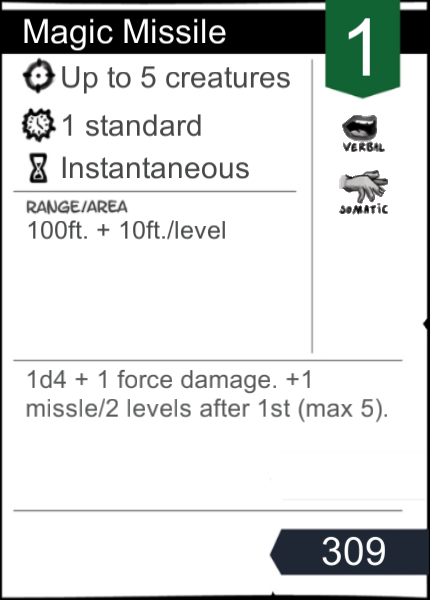 Magic Missile
1
Up to 5 creatures
1 standard
VERBAL
Instantaneous
SOMATIC
RANGE/AREA
100ft. + 10ft./level
1d4 + 1 force damage. +1
missle/2 levels after 1st (max 5).
309